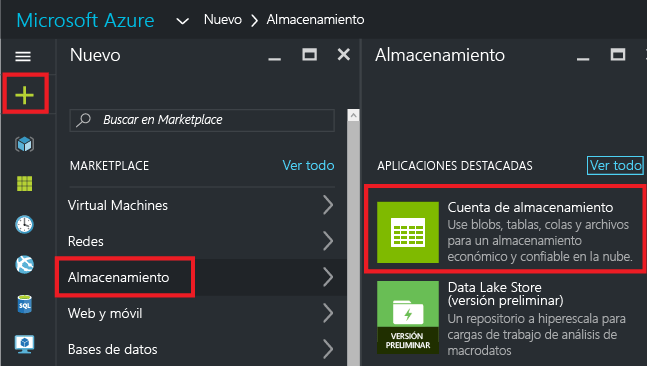 Microsoft Azure Nuevo Almacenamiento
Nuevo
Buscar en Marketplace
MARKETPLACE Ver todo
Virtual Machines
Redes
Almacenamiento
Web y móvil
Bases de datos
Almacenamiento
APLICACIONES DESTACADAS Ver todo
Cuenta de almacenamiento
Use blobs, tablas, colas y archivos
para un almacenamiento
económico y confiable en la nube.
Data Lake Store
(versión preliminar)
Un repositorio a hiperescala para
cargas de trabajo de análisis de
macrodatos
VERSIÓN
PRELIMINAR
SQL